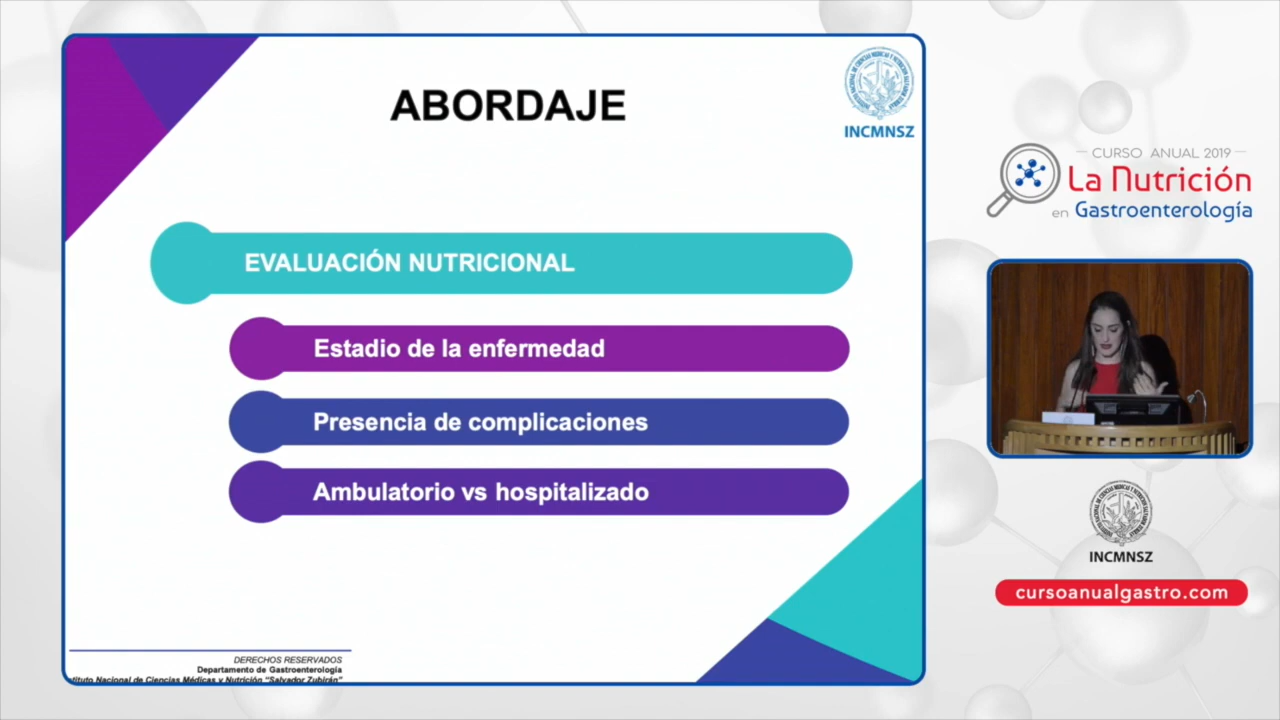 ABORDAJE
INCMNSZ
EVALUACIÓN NUTRICIONAL
Estadio de la enfermedad
Presencia de complicaciones
Ambulatorio vs hospitalizado
DERECHOS RESERVADOS
Departamento de Gastroenterología
tituto Nacional de Ciencias Médicas y Nutrición "Salvador Zubirán"
CURSO ANUAL 2019
La Nutrición
en Gastroenterología
INCMNSZ
cursoanualgastro.com